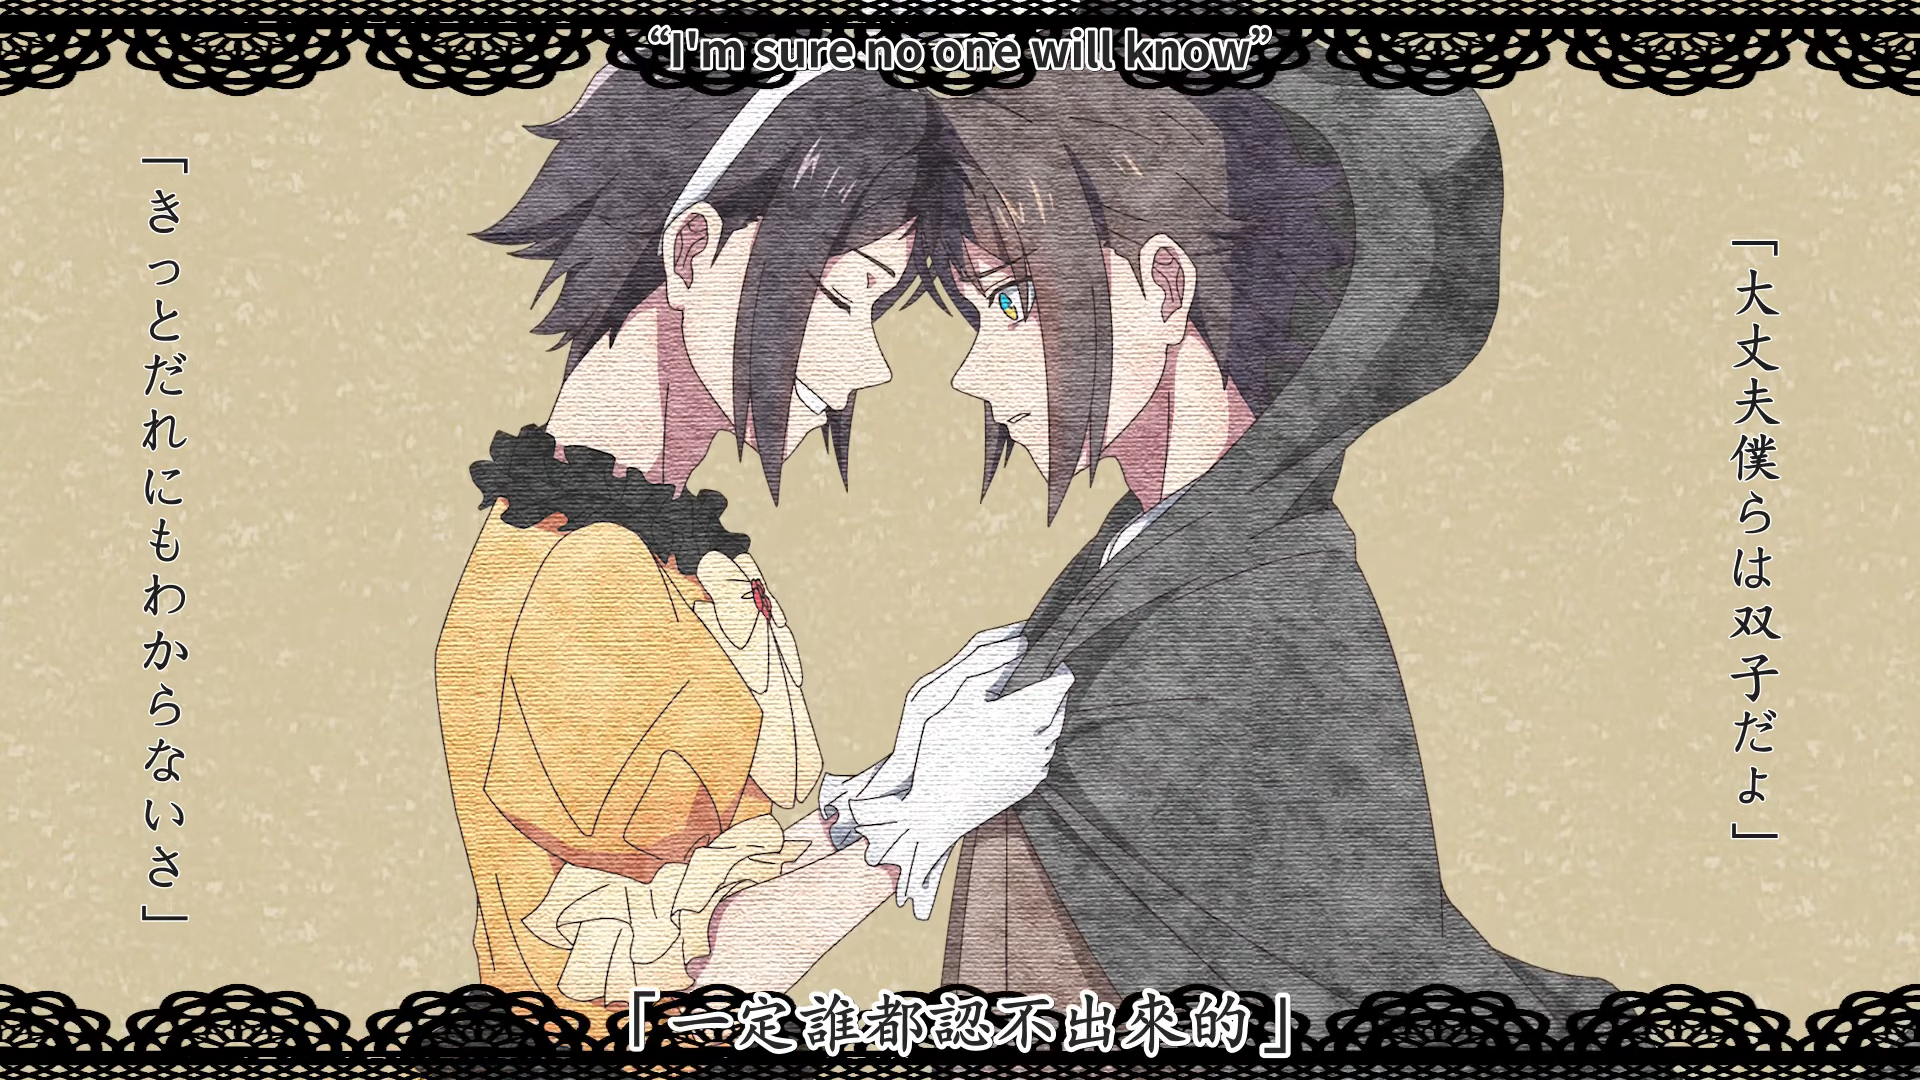 “I'm sure no one will know”
「大丈夫僕らは双子だよ」
「きっとだれにもわからないさ」
「一定誰都認不出來的」